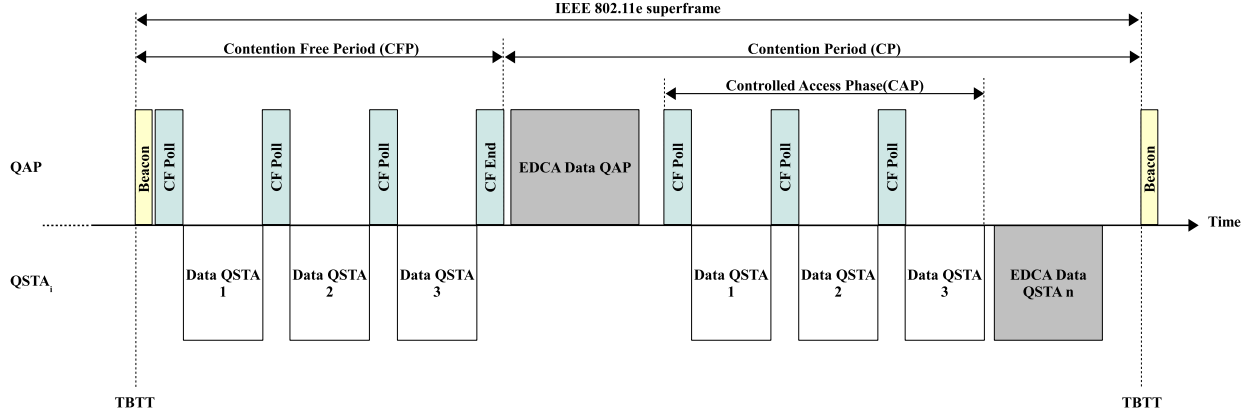 IEEE 802.11e superframe
Contention Free Period (CFP)
Contention Period (CP)
Controlled Access Phase(CAP)
QAP
Beacon
CF Poll
CF Poll
CF Poll
CF End
EDCA Data QAP
CF Poll
CF Poll
CF Poll
Beacon
Time
QSTAi
Data QSTA
1
Data QSTA
2
Data QSTA
3
Data QSTA
1
Data QSTA
2
Data QSTA
3
EDCA Data
QSTA n
TBTT
TBTT